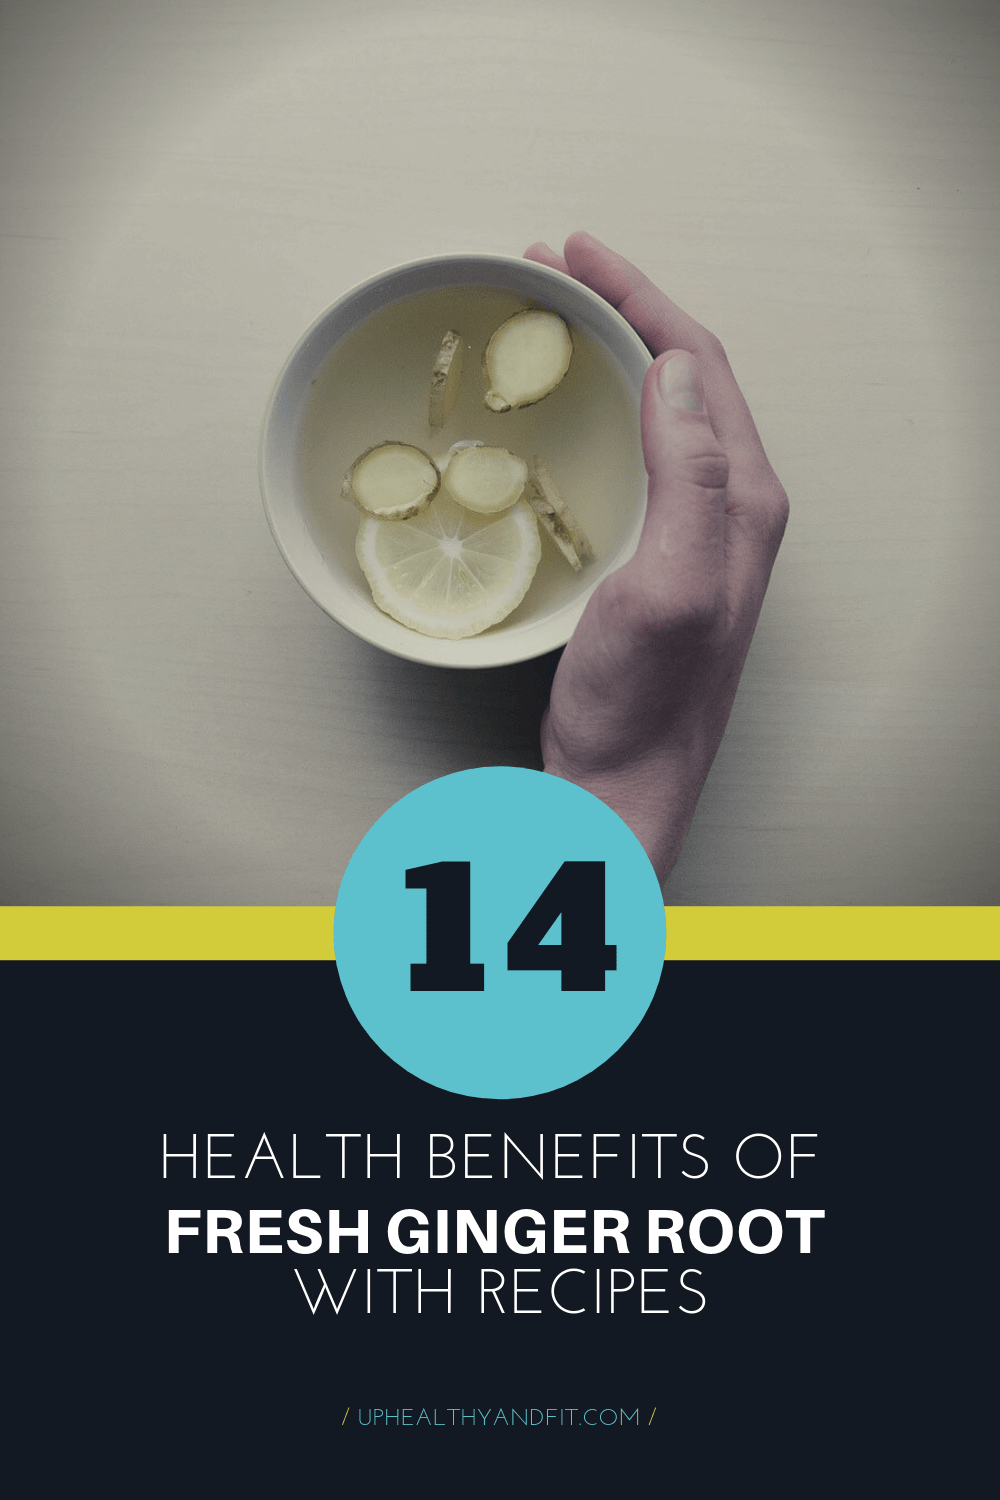 14
HEALTH BENEFITS OF
FRESH GINGER ROOT
WITH RECIPES
/ UPHEALTHYANDFIT.COM /